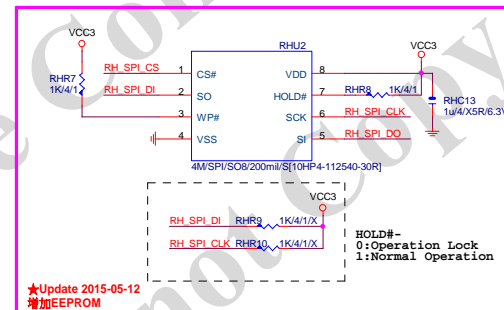 VCC3
RHU2
VCC3
RHR7
1K/4/1
RH_SPI_CS
1
CS#
VDD
8
RH_SPI_DI
2
SO
HOLD#
7
RHR8
1K/4/1
3
WP#
SCK
6
RH_SPI_CLK
RHC13
1u/4/X5R/6.3V
4
VSS
SI
5
RH_SPI_DO
4M/SPI/SO8/200mil/S[10HP4-112540-30R]
VCC3
RH_SPI_DI
RHR9
1K/4/1/X
RH_SPI_CLK
RHR10
1K/4/1/X
HOLD#-
0:Operation Lock
1:Normal Operation
★Update 2015-05-12
增加EEPROM
not Copy